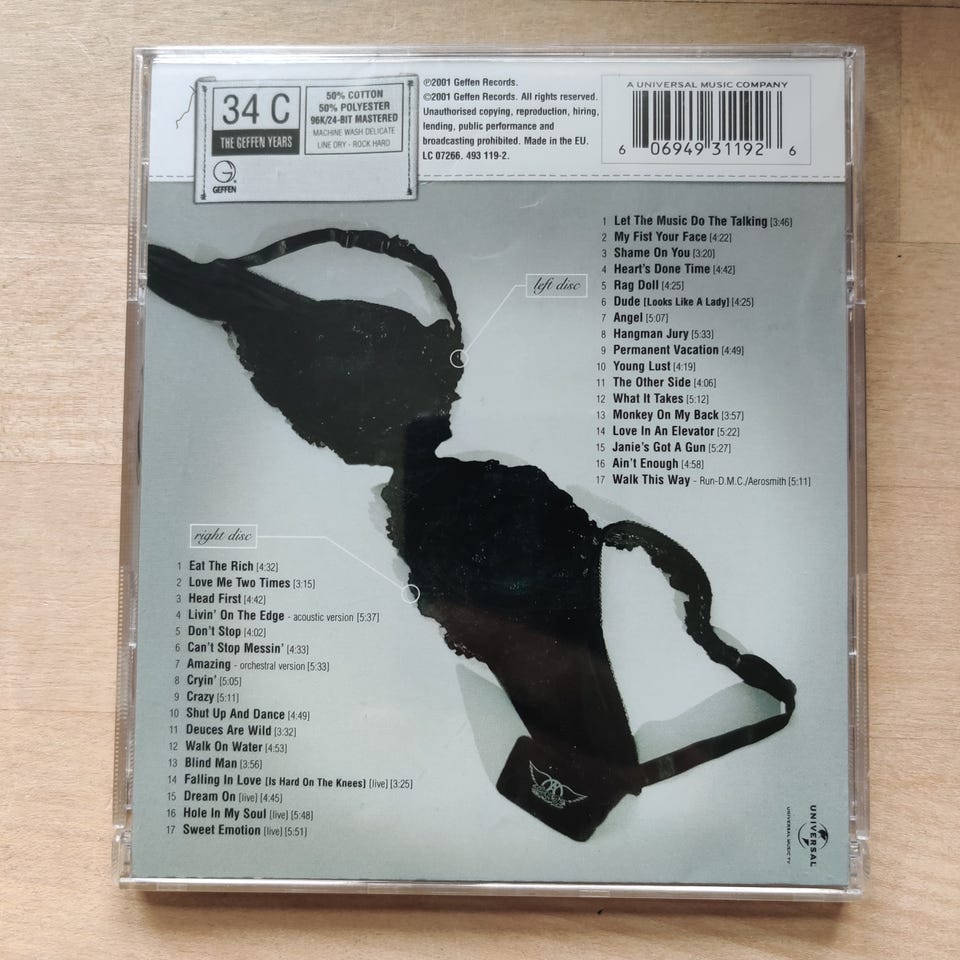 34 C
THE GEFFEN YEARS
GEFFEN
50% COTTON
50% POLYESTER
96K/24-BIT MASTERED
MACHINE WASH DELICATE
LINE DRY - ROCK HARD
℗2001 Geffen Records.
©2001 Geffen Records. All rights reserved.
Unauthorised copying, reproduction, hiring,
lending, public performance and
broadcasting prohibited. Made in the EU.
LC 07266. 493 119-2.
A UNIVERSAL MUSIC COMPANY
6 06949 31192 6
left disc
1 Let The Music Do The Talking [3:46]
2 My Fist Your Face [4:22]
3 Shame On You [3:20]
4 Heart's Done Time [4:42]
5 Rag Doll [4:25]
6 Dude [Looks Like A Lady] [4:25]
7 Angel [5:07]
8 Hangman Jury [5:33]
9 Permanent Vacation [4:49]
10 Young Lust [4:19]
11 The Other Side [4:06]
12 What It Takes [5:12]
13 Monkey On My Back [3:57]
14 Love In An Elevator [5:22]
15 Janie's Got A Gun [5:27]
16 Ain't Enough [4:58]
17 Walk This Way - Run-D.M.C./Aerosmith [5:11]
right disc
1 Eat The Rich [4:32]
2 Love Me Two Times [3:15]
3 Head First [4:42]
4 Livin' On The Edge - acoustic version [5:37]
5 Don't Stop [4:02]
6 Can't Stop Messin' [4:33]
7 Amazing - orchestral version [5:33]
8 Cryin' [5:05]
9 Crazy [5:11]
10 Shut Up And Dance [4:49]
11 Deuces Are Wild [3:32]
12 Walk On Water [4:53]
13 Blind Man [3:56]
14 Falling In Love [Is Hard On The Knees] [live] [3:25]
15 Dream On [live] [4:45]
16 Hole In My Soul [live] [5:48]
17 Sweet Emotion [live] [5:51]
UNIVERSAL
UNIVERSAL MUSIC TV